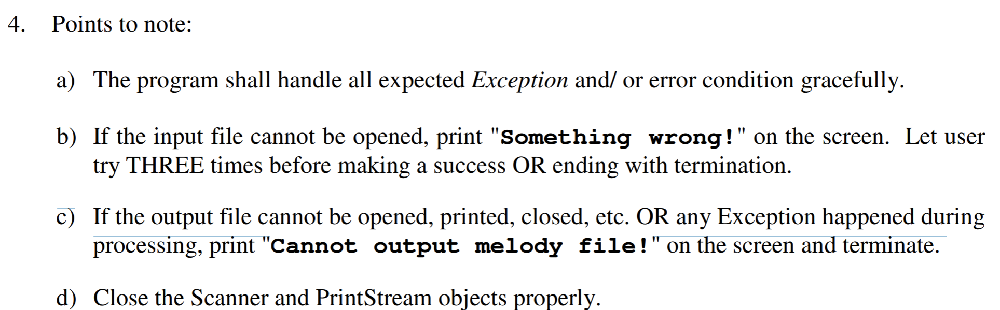 4. Points to note:
a) The program shall handle all expected Exception and/ or error condition gracefully.
b) If the input file cannot be opened, print "Something wrong!" on the screen. Let user
try THREE times before making a success OR ending with termination.
c) If the output file cannot be opened, printed, closed, etc. OR any Exception happened during
processing, print "Cannot output melody file!" on the screen and terminate.
d) Close the Scanner and PrintStream objects properly.